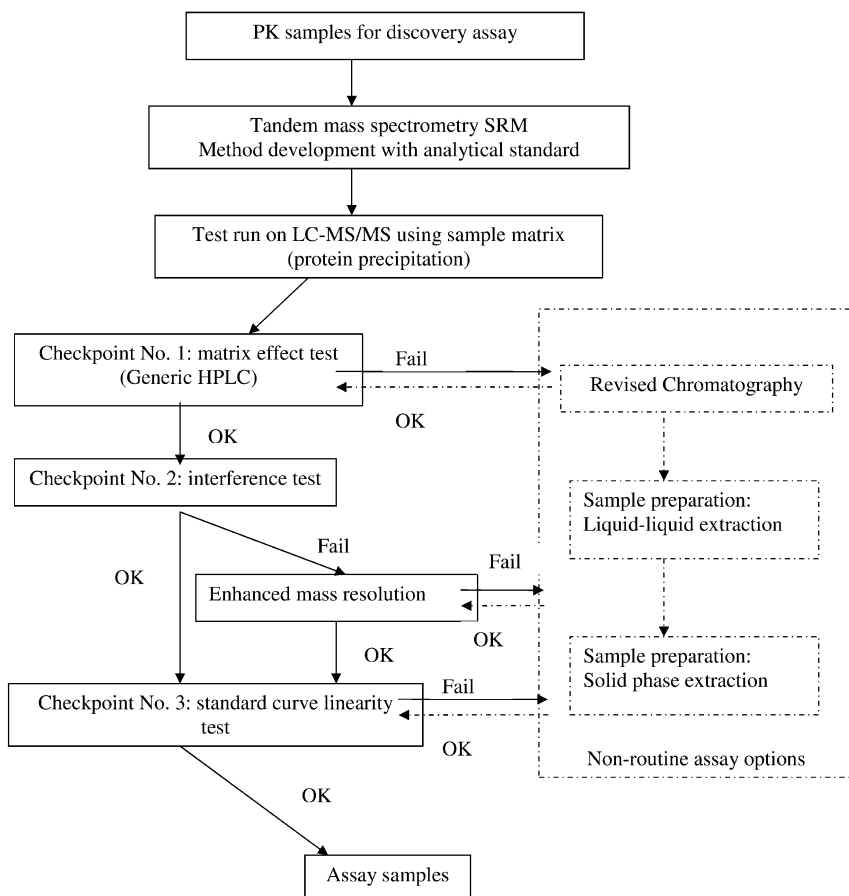 PK samples for discovery assay
Tandem mass spectrometry SRM
Method development with analytical standard
Test run on LC-MS/MS using sample matrix
(protein precipitation)
Checkpoint No. 1: matrix effect test
(Generic HPLC)
Fail
OK
Revised Chromatography
OK
Checkpoint No. 2: interference test
Sample preparation:
Liquid-liquid extraction
Fail
OK
Enhanced mass resolution
Fail
OK
OK
Sample preparation:
Solid phase extraction
Checkpoint No. 3: standard curve linearity
test
Fail
OK
Non-routine assay options
OK
Assay samples